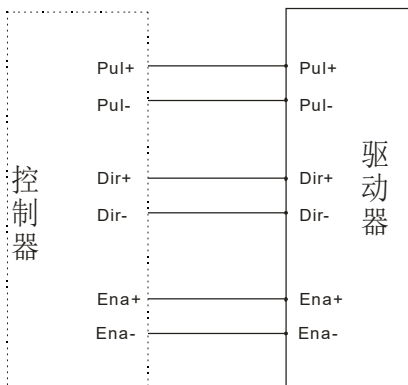 控制器
Pul+
Pul-
Dir+
Dir-
Ena+
Ena-
Pul+
Pul-
Dir+
Dir-
Ena+
Ena-
驱动器